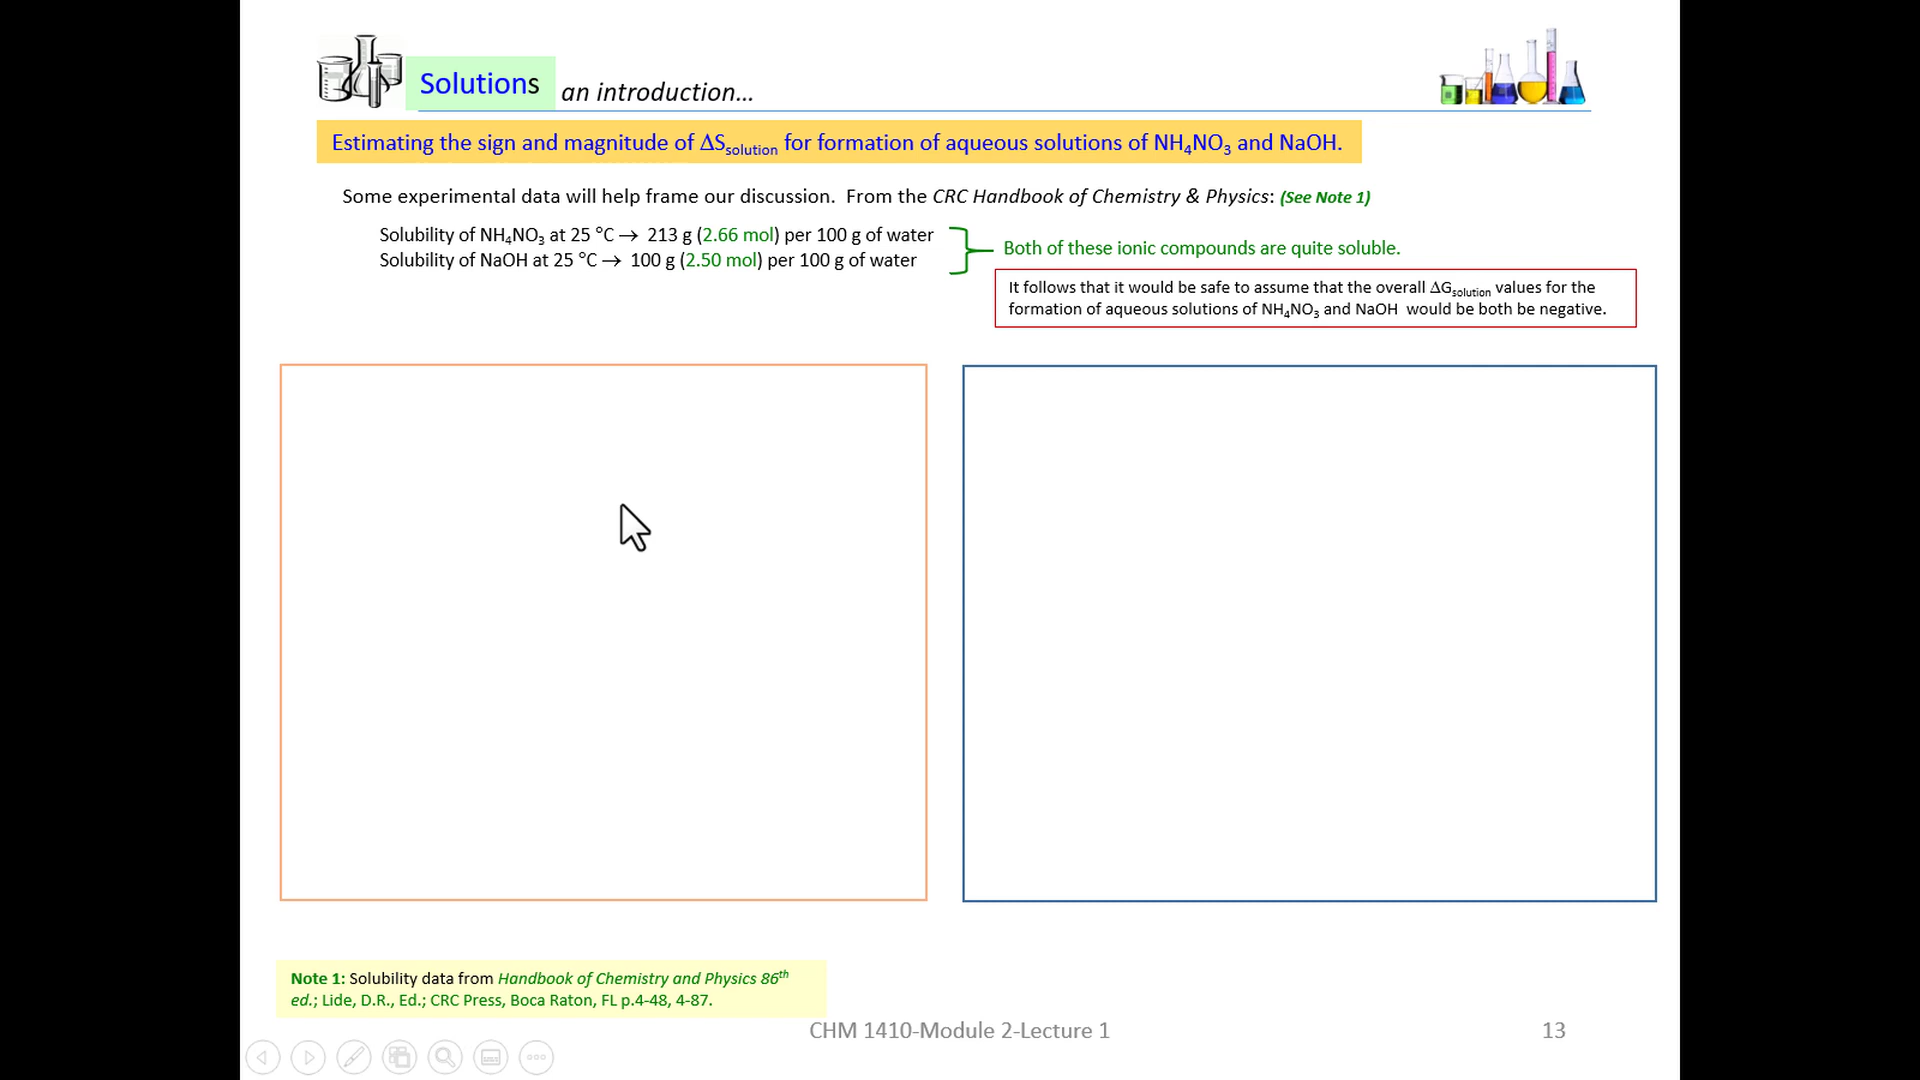 Solutions an introduction...
Estimating the sign and magnitude of ΔSsolution for formation of aqueous solutions of NH4NO3 and NaOH.
Some experimental data will help frame our discussion. From the CRC Handbook of Chemistry & Physics: (See Note 1)
Solubility of NH4NO3 at 25 °C → 213 g (2.66 mol) per 100 g of water
Solubility of NaOH at 25 °C → 100 g (2.50 mol) per 100 g of water
Both of these ionic compounds are quite soluble.
It follows that it would be safe to assume that the overall ΔGsolution values for the
formation of aqueous solutions of NH4NO3 and NaOH would be both be negative.
Note 1: Solubility data from Handbook of Chemistry and Physics 86th
ed.; Lide, D.R., Ed.; CRC Press, Boca Raton, FL p.4-48, 4-87.
CHM 1410-Module 2-Lecture 1
13